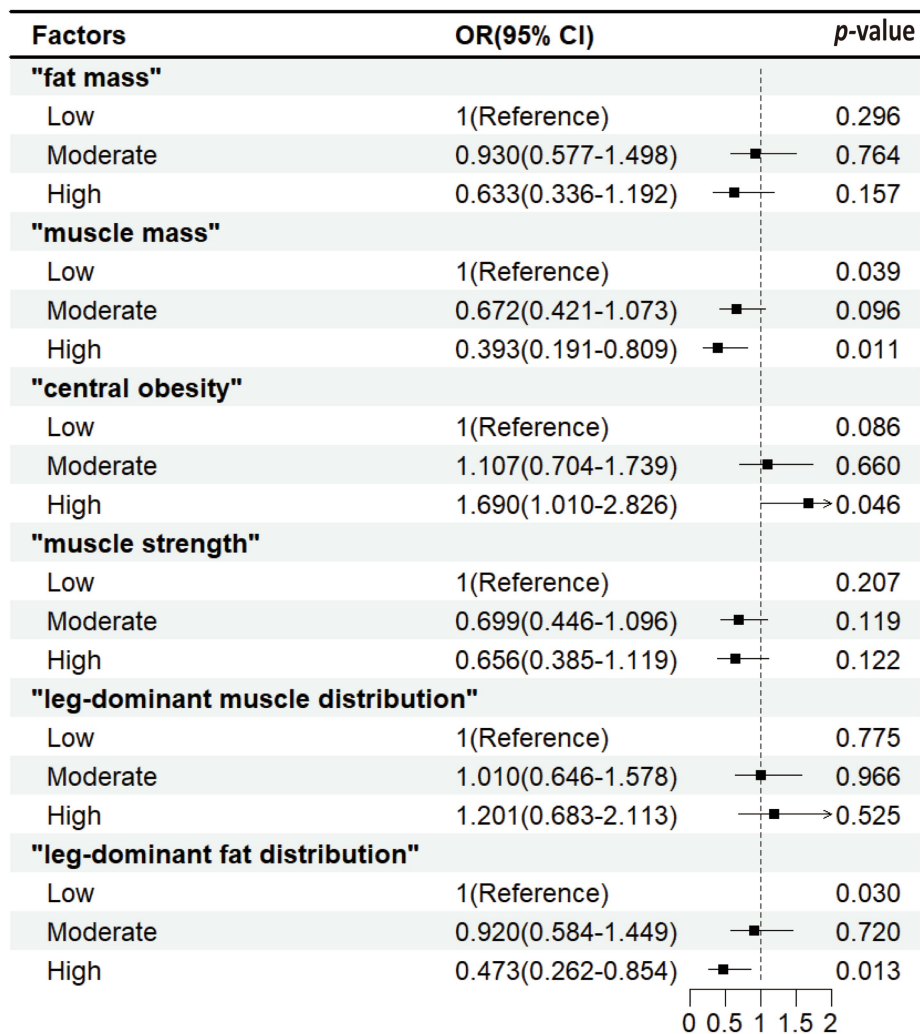 Factors OR(95% CI) p-value
"fat mass"
Low 1(Reference) 0.296
Moderate 0.930(0.577-1.498) 0.764
High 0.633(0.336-1.192) 0.157
"muscle mass"
Low 1(Reference) 0.039
Moderate 0.672(0.421-1.073) 0.096
High 0.393(0.191-0.809) 0.011
"central obesity"
Low 1(Reference) 0.086
Moderate 1.107(0.704-1.739) 0.660
High 1.690(1.010-2.826) 0.046
"muscle strength"
Low 1(Reference) 0.207
Moderate 0.699(0.446-1.096) 0.119
High 0.656(0.385-1.119) 0.122
"leg-dominant muscle distribution"
Low 1(Reference) 0.775
Moderate 1.010(0.646-1.578) 0.966
High 1.201(0.683-2.113) 0.525
"leg-dominant fat distribution"
Low 1(Reference) 0.030
Moderate 0.920(0.584-1.449) 0.720
High 0.473(0.262-0.854) 0.013
0 0.5 1 1.5 2